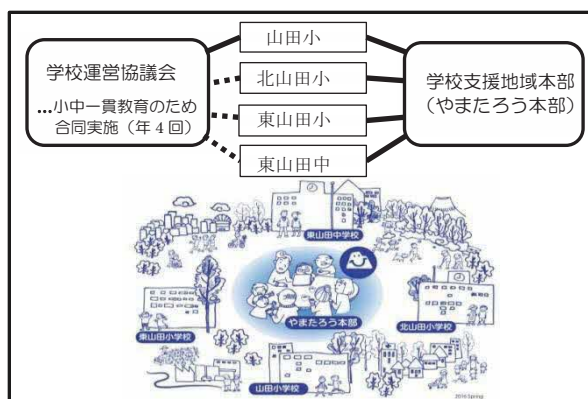 学校運営協議会
…小中一貫教育のため
合同実施（年４回）
山田小
北山田小
東山田小
東山田中
学校支援地域本部
（やまたろう本部）
東山田中学校
やまたろう本部
東山田小学校
北山田小学校
山田小学校
2010 Spring